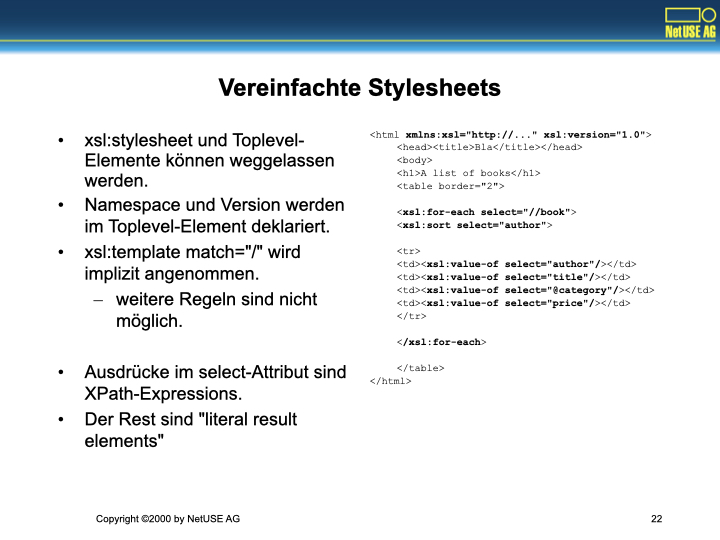 NetUSE AG
Vereinfachte Stylesheets
• xsl:stylesheet und Toplevel-
Elemente können weggelassen
werden.
• Namespace und Version werden
im Toplevel-Element deklariert.
• xsl:template match="/" wird
implizit angenommen.
– weitere Regeln sind nicht
möglich.
• Ausdrücke im select-Attribut sind
XPath-Expressions.
• Der Rest sind "literal result
elements"
<html xmlns:xsl="http://..." xsl:version="1.0">
<head><title>Bla</title></head>
<body>
<h1>A list of books</h1>
<table border="2">
<xsl:for-each select="//book">
<xsl:sort select="author">
<tr>
<td><xsl:value-of select="author"/></td>
<td><xsl:value-of select="title"/></td>
<td><xsl:value-of select="@category"/></td>
<td><xsl:value-of select="price"/></td>
</tr>
</xsl:for-each>
</table>
</html>
Copyright ©2000 by NetUSE AG
22